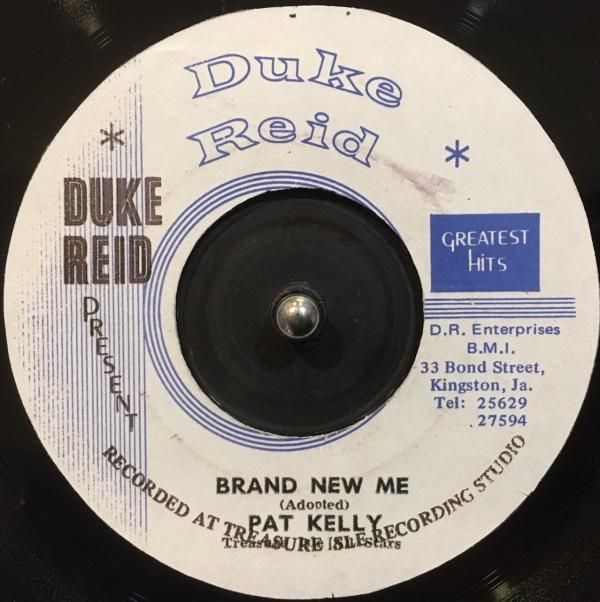 Duke
Reid
* *
DUKE
REID
PRESENT
GREATEST
HITS
D.R. Enterprises
B.M.I.
33 Bond Street,
Kingston, Ja.
Tel: 25629
27594
BRAND NEW ME
(Adopted)
PAT KELLY
RECORDED AT TREASURE ISLE RECORDING STUDIO